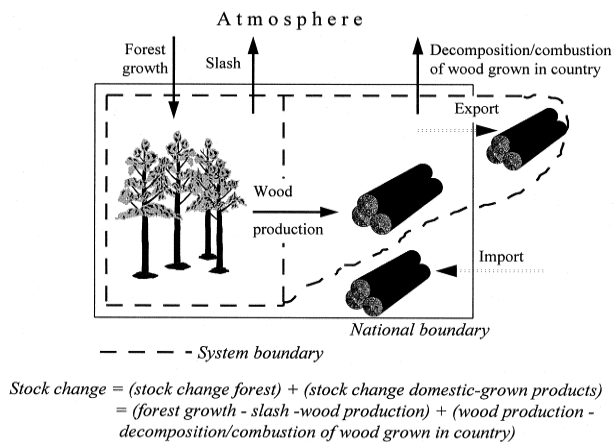 Atmosphere
Forest
growth
Slash
Decomposition/combustion
of wood grown in country
Export
Wood
production
Import
National boundary
System boundary
Stock change = (stock change forest) + (stock change domestic-grown products)
= (forest growth - slash -wood production) + (wood production -
decomposition/combustion of wood grown in country)